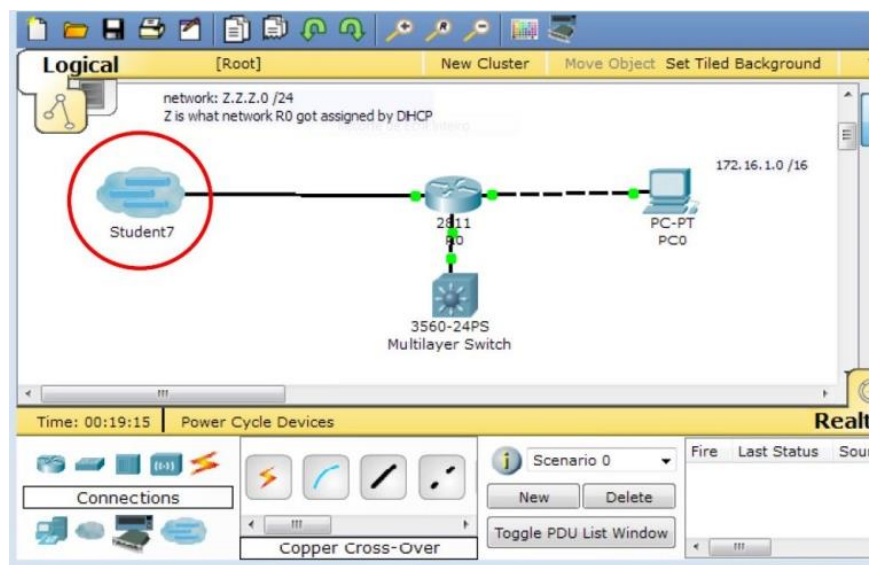 Logical
[Root]
New Cluster
Move Object
Set Tiled Background
network: Z.Z.Z.0 /24
Z is what network R0 got assigned by DHCP
172.16.1.0 /16
Student7
2811
R0
PC-PT
PC0
3560-24PS
Multilayer Switch
Time: 00:19:15
Power Cycle Devices
Realt
Connections
Copper Cross-Over
Scenario 0
New
Delete
Toggle PDU List Window
Fire
Last Status
Sour